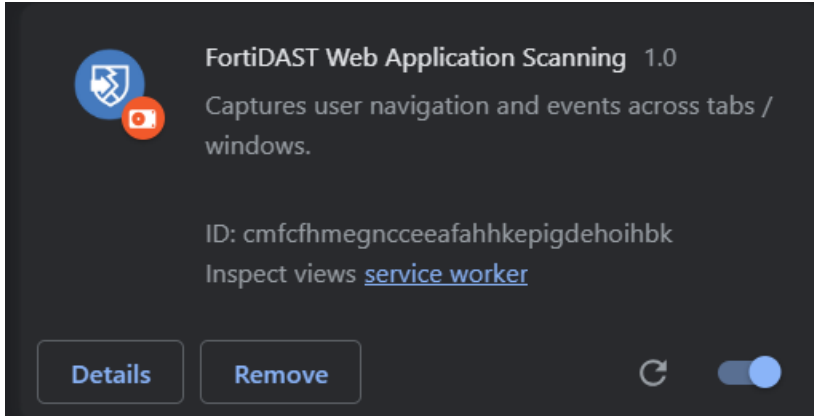 FortiDAST Web Application Scanning 1.0
Captures user navigation and events across tabs /
windows.
ID: cmfcfhmegncceeafahhkepigdehoihbk
Inspect views service worker
Details Remove